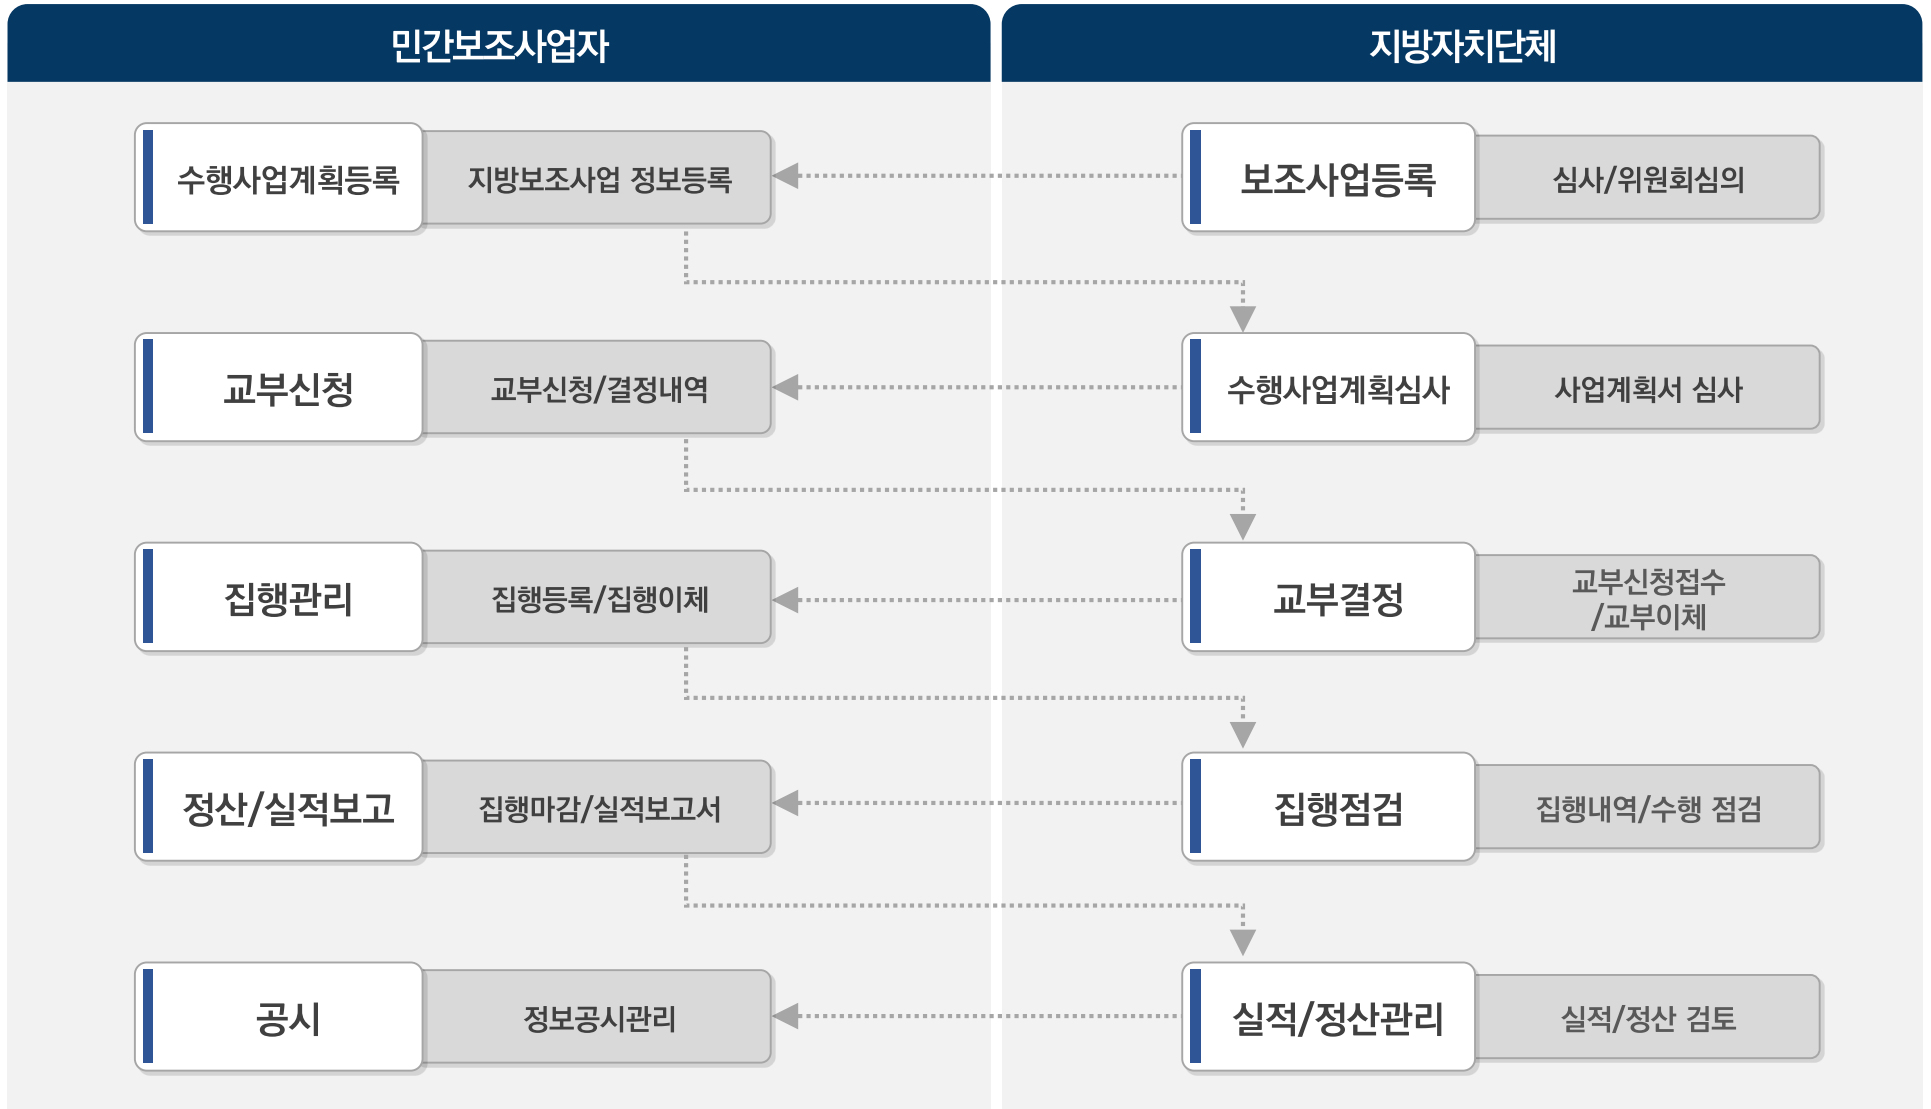 민간보조사업자
지방자치단체
수행사업계획등록
지방보조사업 정보등록
보조사업등록
심사/위원회심의
교부신청
교부신청/결정내역
수행사업계획심사
사업계획서 심사
집행관리
집행등록/집행이체
교부결정
교부신청접수
/교부이체
정산/실적보고
집행마감/실적보고서
집행점검
집행내역/수행 점검
공시
정보공시관리
실적/정산관리
실적/정산 검토